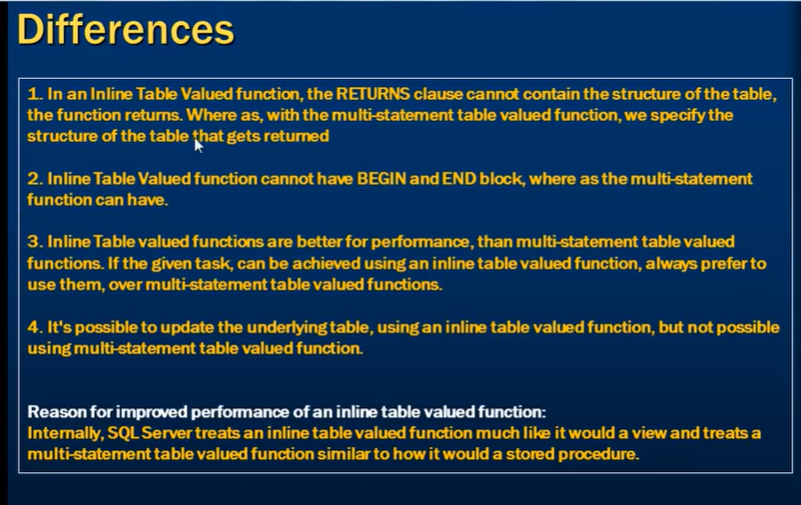 Differences
1. In an Inline Table Valued function, the RETURNS clause cannot contain the structure of the table,
the function returns. Where as, with the multi-statement table valued function, we specify the
structure of the table that gets returned
2. Inline Table Valued function cannot have BEGIN and END block, where as the multi-statement
function can have.
3. Inline Table valued functions are better for performance, than multi-statement table valued
functions. If the given task, can be achieved using an inline table valued function, always prefer to
use them, over multi-statement table valued functions.
4. It's possible to update the underlying table, using an inline table valued function, but not possible
using multi-statement table valued function.
Reason for improved performance of an inline table valued function:
Internally, SQL Server treats an inline table valued function much like it would a view and treats a
multi-statement table valued function similar to how it would a stored procedure.